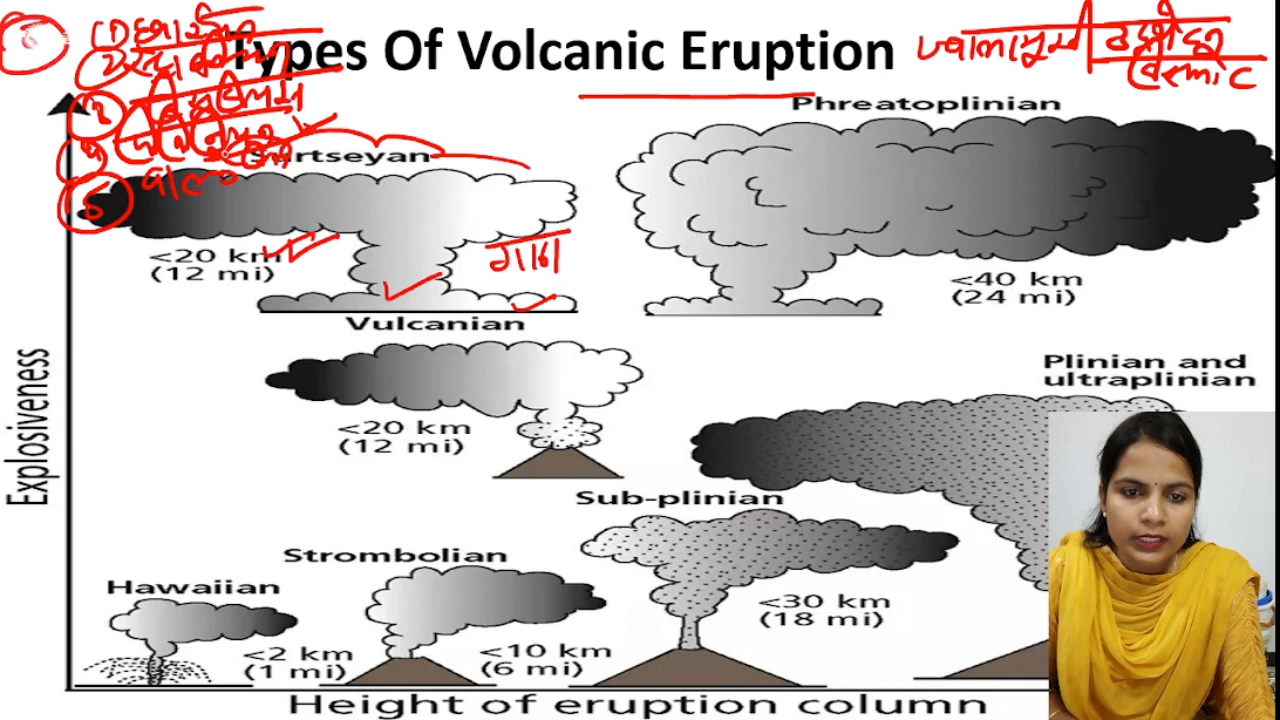 Types Of Volcanic Eruption
ज्वालामुखी
Phreatoplinian
Surtseyan
<20 km
(12 mi)
गाढ़ा
<40 km
(24 mi)
Vulcanian
<20 km
(12 mi)
Plinian and
ultraplinian
Explosiveness
Sub-plinian
<30 km
(18 mi)
Strombolian
<10 km
(6 mi)
Hawaiian
<2 km
(1 mi)
Height of eruption column